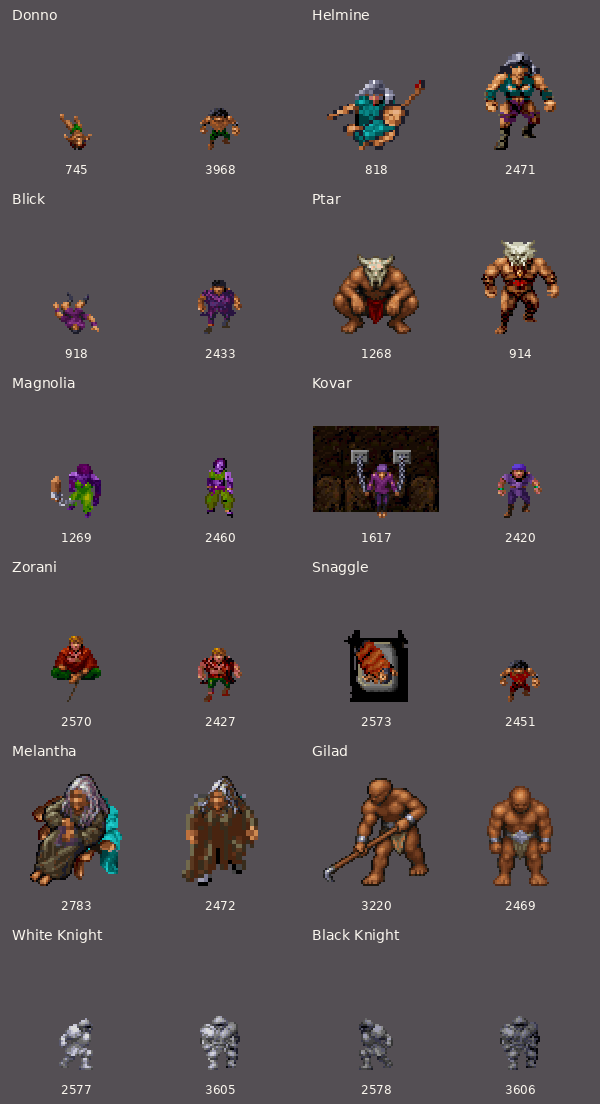 Donno Helmine
745 3968 818 2471
Blick Ptar
918 2433 1268 914
Magnolia Kovar
1269 2460 1617 2420
Zorani Snaggle
2570 2427 2573 2451
Melantha Gilad
2783 2472 3220 2469
White Knight Black Knight
2577 3605 2578 3606